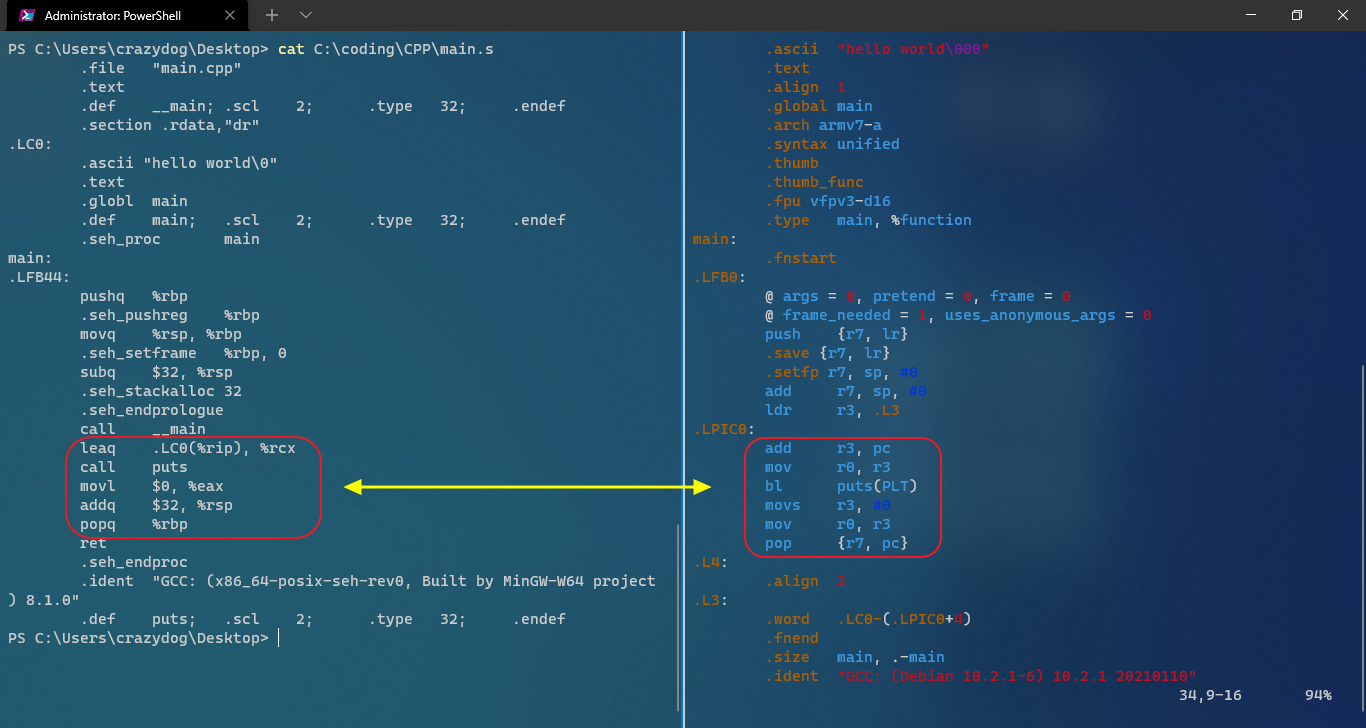 Administrator: PowerShell
PS C:\Users\crazydog\Desktop> cat C:\coding\CPP\main.s
.file "main.cpp"
.text
.def __main; .scl 2; .type 32; .endef
.section .rdata,"dr"
.LC0:
.ascii "hello world\0"
.text
.globl main
.def main; .scl 2; .type 32; .endef
.seh_proc main
main:
.LFB44:
pushq %rbp
.seh_pushreg %rbp
movq %rsp, %rbp
.seh_setframe %rbp, 0
subq $32, %rsp
.seh_stackalloc 32
.seh_endprologue
call __main
leaq .LC0(%rip), %rcx
call puts
movl $0, %eax
addq $32, %rsp
popq %rbp
ret
.seh_endproc
.ident "GCC: (x86_64-posix-seh-rev0, Built by MinGW-W64 project
) 8.1.0"
.def puts; .scl 2; .type 32; .endef
PS C:\Users\crazydog\Desktop>
.ascii "hello world\000"
.text
.align 1
.global main
.arch armv7-a
.syntax unified
.thumb
.thumb_func
.fpu vfpv3-d16
.type main, %function
main:
.fnstart
.LFB0:
@ args = 0, pretend = 0, frame = 0
@ frame_needed = 1, uses_anonymous_args = 0
push {r7, lr}
.save {r7, lr}
.setfp r7, sp, #0
add r7, sp, #0
ldr r3, .L3
.LPIC0:
add r3, pc
mov r0, r3
bl puts(PLT)
movs r3, #0
mov r0, r3
pop {r7, pc}
.L4:
.align 2
.L3:
.word .LC0-(.LPIC0+4)
.fnend
.size main, .-main
.ident "GCC: (Debian 10.2.1-6) 10.2.1 20210110"
34,9-16 94%